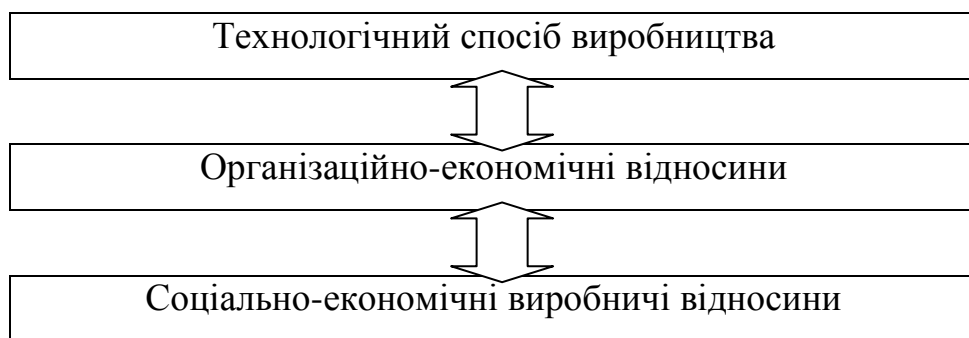 Технологічний спосіб виробництва
Організаційно-економічні відносини
Соціально-економічні виробничі відносини